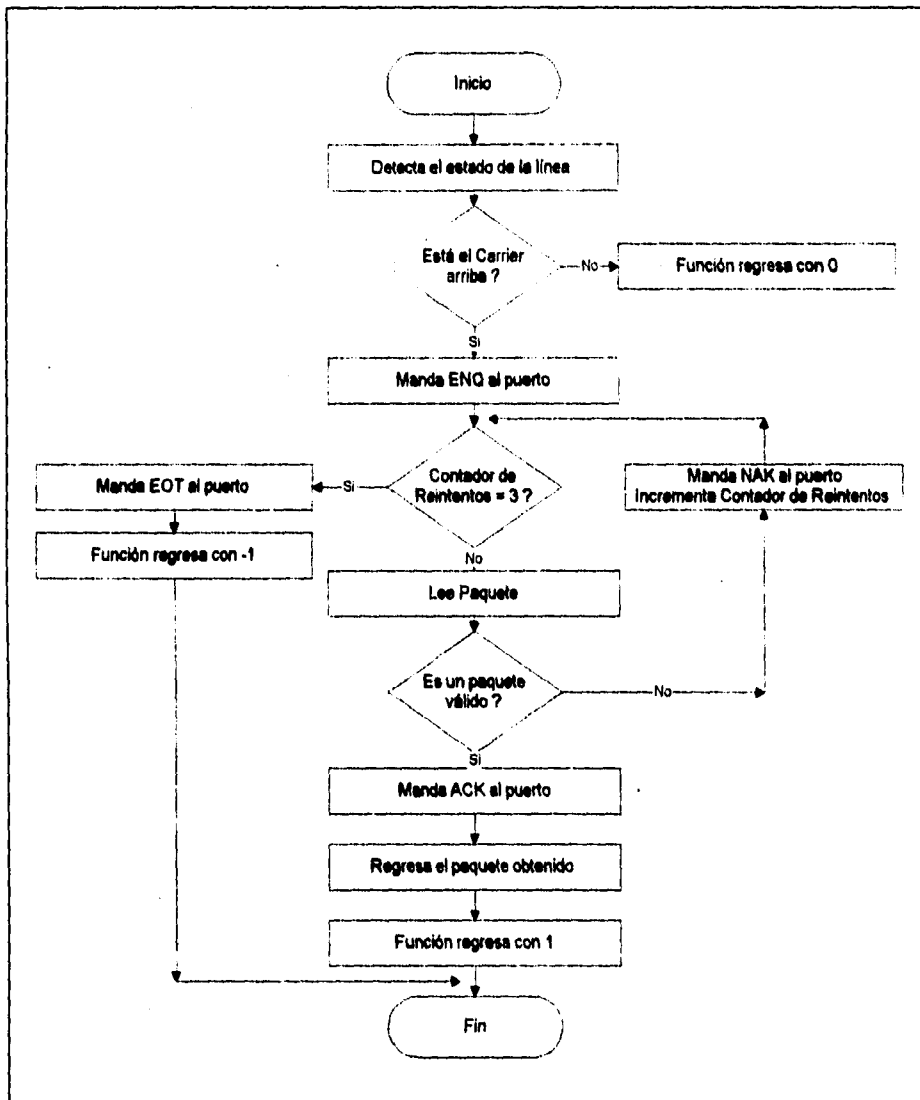 Inicio
Detecta el estado de la línea
Está el Carrier
arriba ?
No
Función regresa con 0
Si
Manda ENQ al puerto
Contador de
Reintentos = 3 ?
Si
Manda EOT al puerto
Función regresa con -1
Manda NAK al puerto
Incrementa Contador de Reintentos
No
Lee Paquete
Es un paquete
válido ?
No
Si
Manda ACK al puerto
Regresa el paquete obtenido
Función regresa con 1
Fin